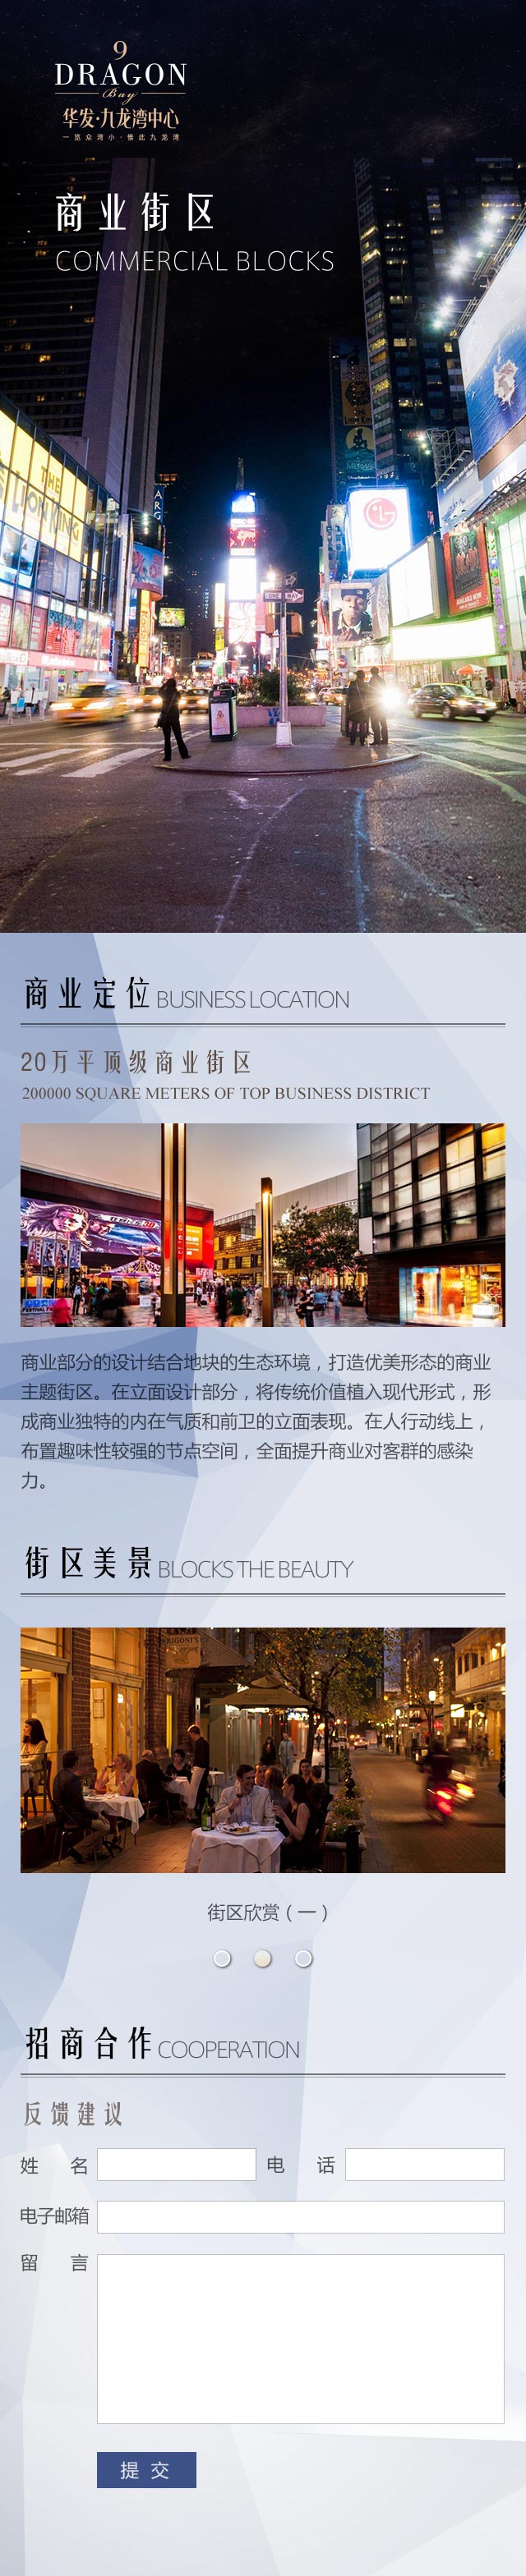 9
DRAGON
Bay
华发·九龙湾中心
一览众湾小·惟此九龙湾
商业街区
COMMERCIAL BLOCKS
THE
LION KING
ARG
LG
ONE WAY
商业定位 BUSINESS LOCATION
20万平顶级商业街区
200000 SQUARE METERS OF TOP BUSINESS DISTRICT
商业部分的设计结合地块的生态环境，打造优美形态的商业
主题街区。在立面设计部分，将传统价值植入现代形式，形
成商业独特的内在气质和前卫的立面表现。在人行动线上，
布置趣味性较强的节点空间，全面提升商业对客群的感染
力。
街区美景 BLOCKS THE BEAUTY
街区欣赏（一）
招商合作 COOPERATION
反馈建议
姓 名 电 话
电子邮箱
留 言
提 交